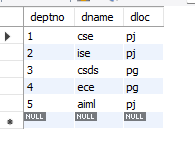 deptno dname dloc
1 cse pj
2 ise pj
3 csds pg
4 ece pg
5 aiml pj
NULL NULL NULL